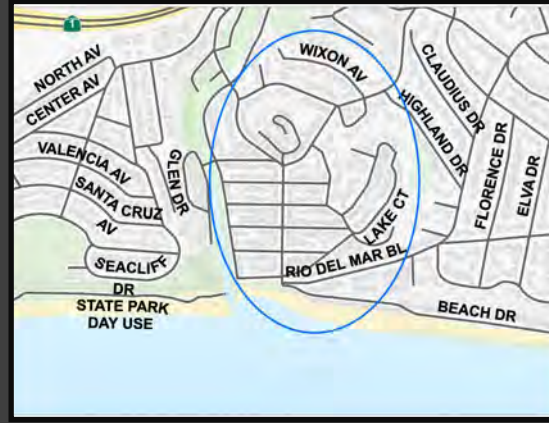 1
WIXON AV
NORTH AV
CENTER AV
CLAUDIUS DR
HIGHLAND DR
VALENCIA AV
GLEN DR
SANTA CRUZ
AV
FLORENCE DR
ELVA DR
LAKE CT
SEACLIFF
DR
RIO DEL MAR BL
STATE PARK
DAY USE
BEACH DR